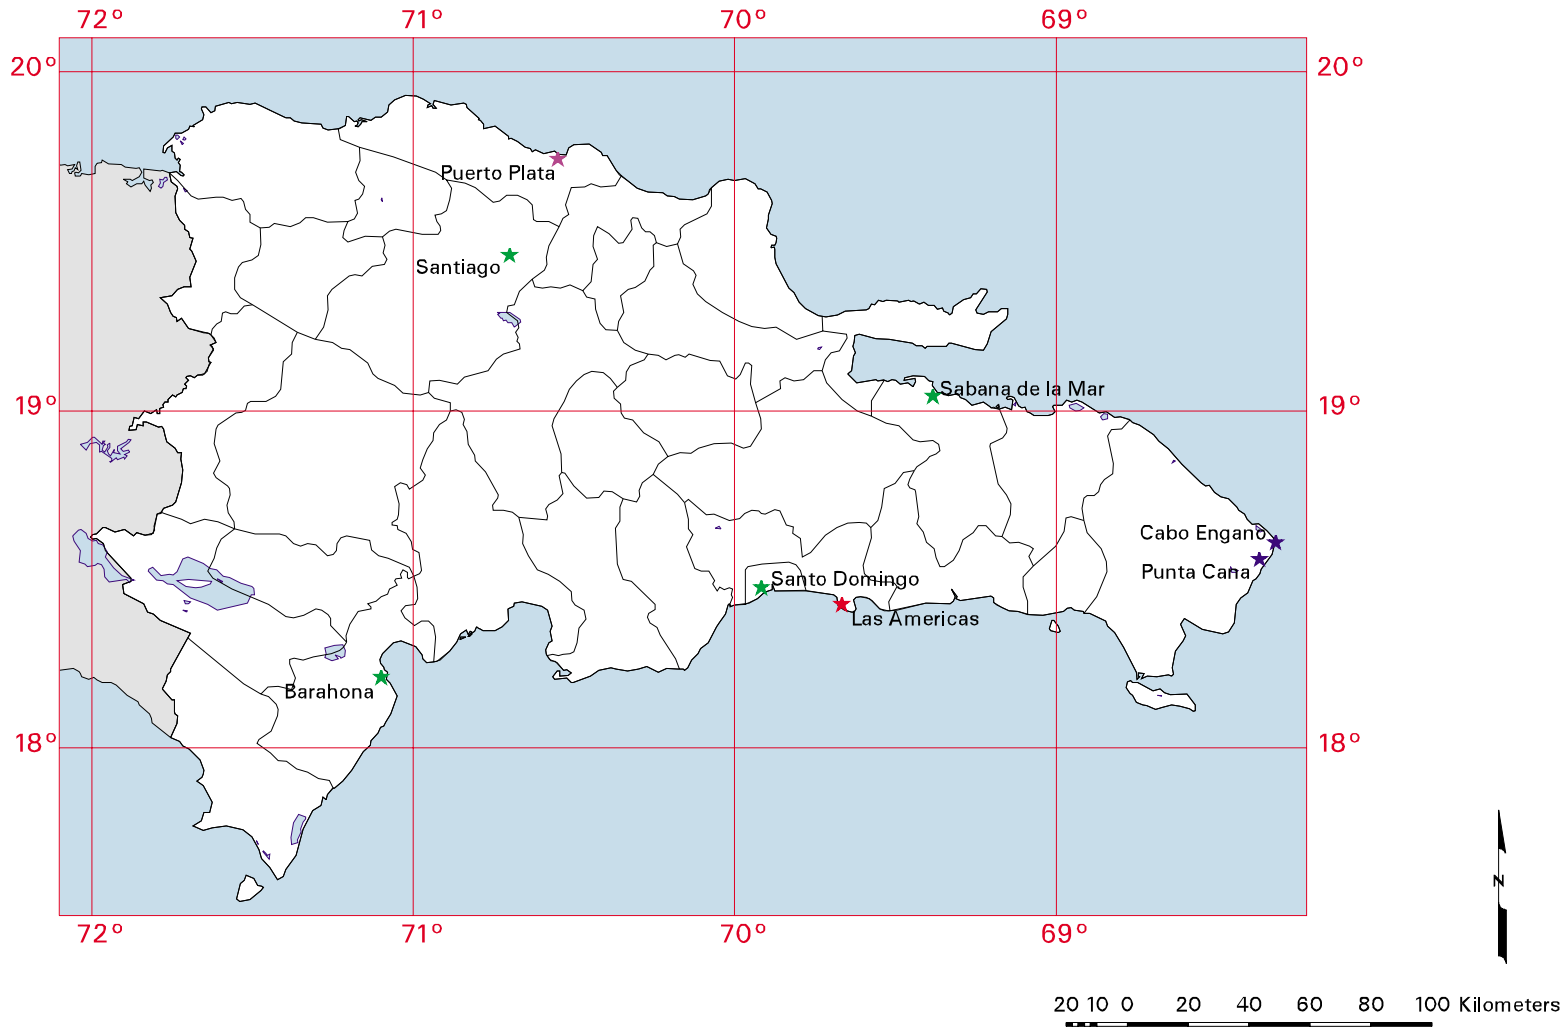 72° 71° 70° 69°
20° 20°
Puerto Plata
Santiago
Sabana de la Mar
19° 19°
Cabo Engano
Punta Cana
Santo Domingo
Las Americas
Barahona
18° 18°
N
72° 71° 70° 69°
20 10 0 20 40 60 80 100 Kilometers